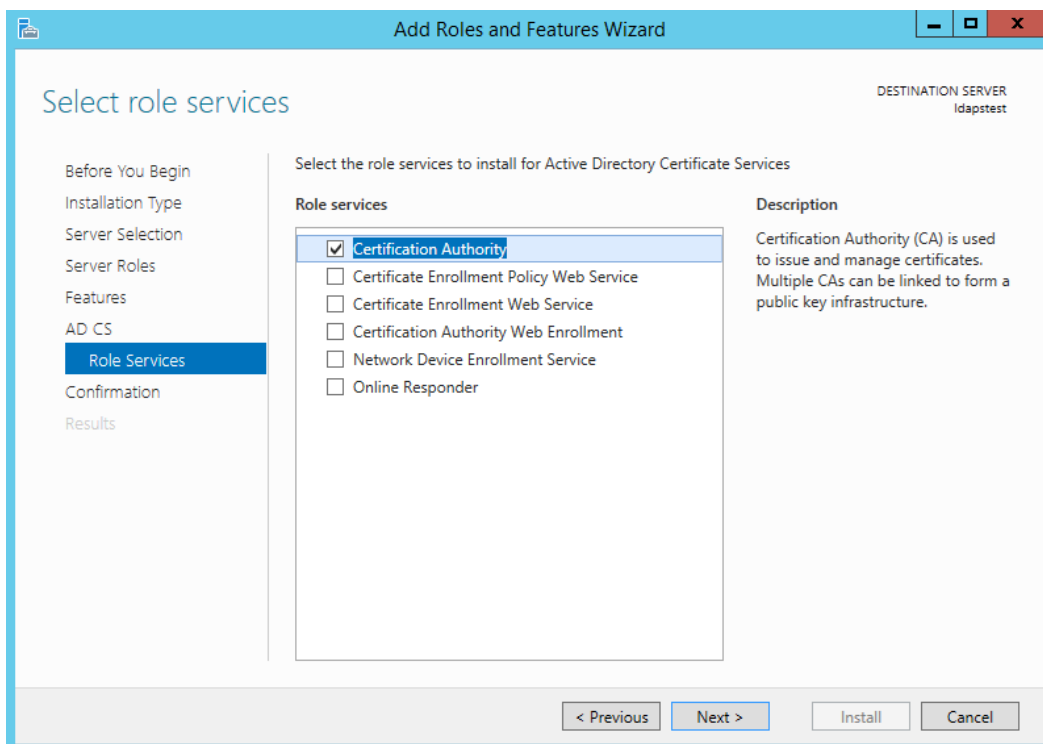 Add Roles and Features Wizard
Select role services
DESTINATION SERVER
ldapstest
Before You Begin
Installation Type
Server Selection
Server Roles
Features
AD CS
Role Services
Confirmation
Results
Select the role services to install for Active Directory Certificate Services
Role services
Certification Authority
Certificate Enrollment Policy Web Service
Certificate Enrollment Web Service
Certification Authority Web Enrollment
Network Device Enrollment Service
Online Responder
Description
Certification Authority (CA) is used
to issue and manage certificates.
Multiple CAs can be linked to form a
public key infrastructure.
< Previous
Next >
Install
Cancel